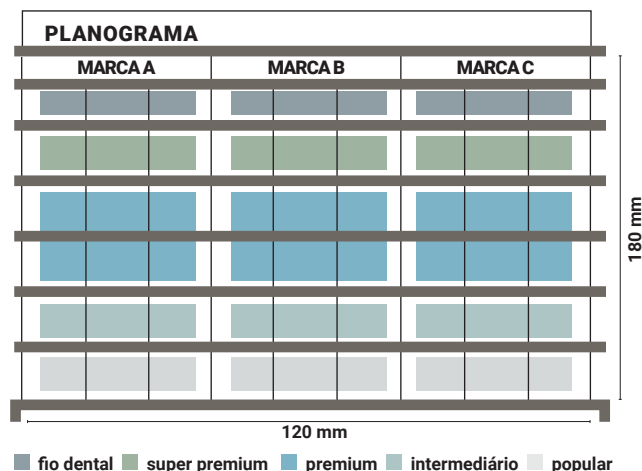 PLANOGRAMA
MARCA A MARCA B MARCA C
180 mm
120 mm
fio dental super premium premium intermediário popular